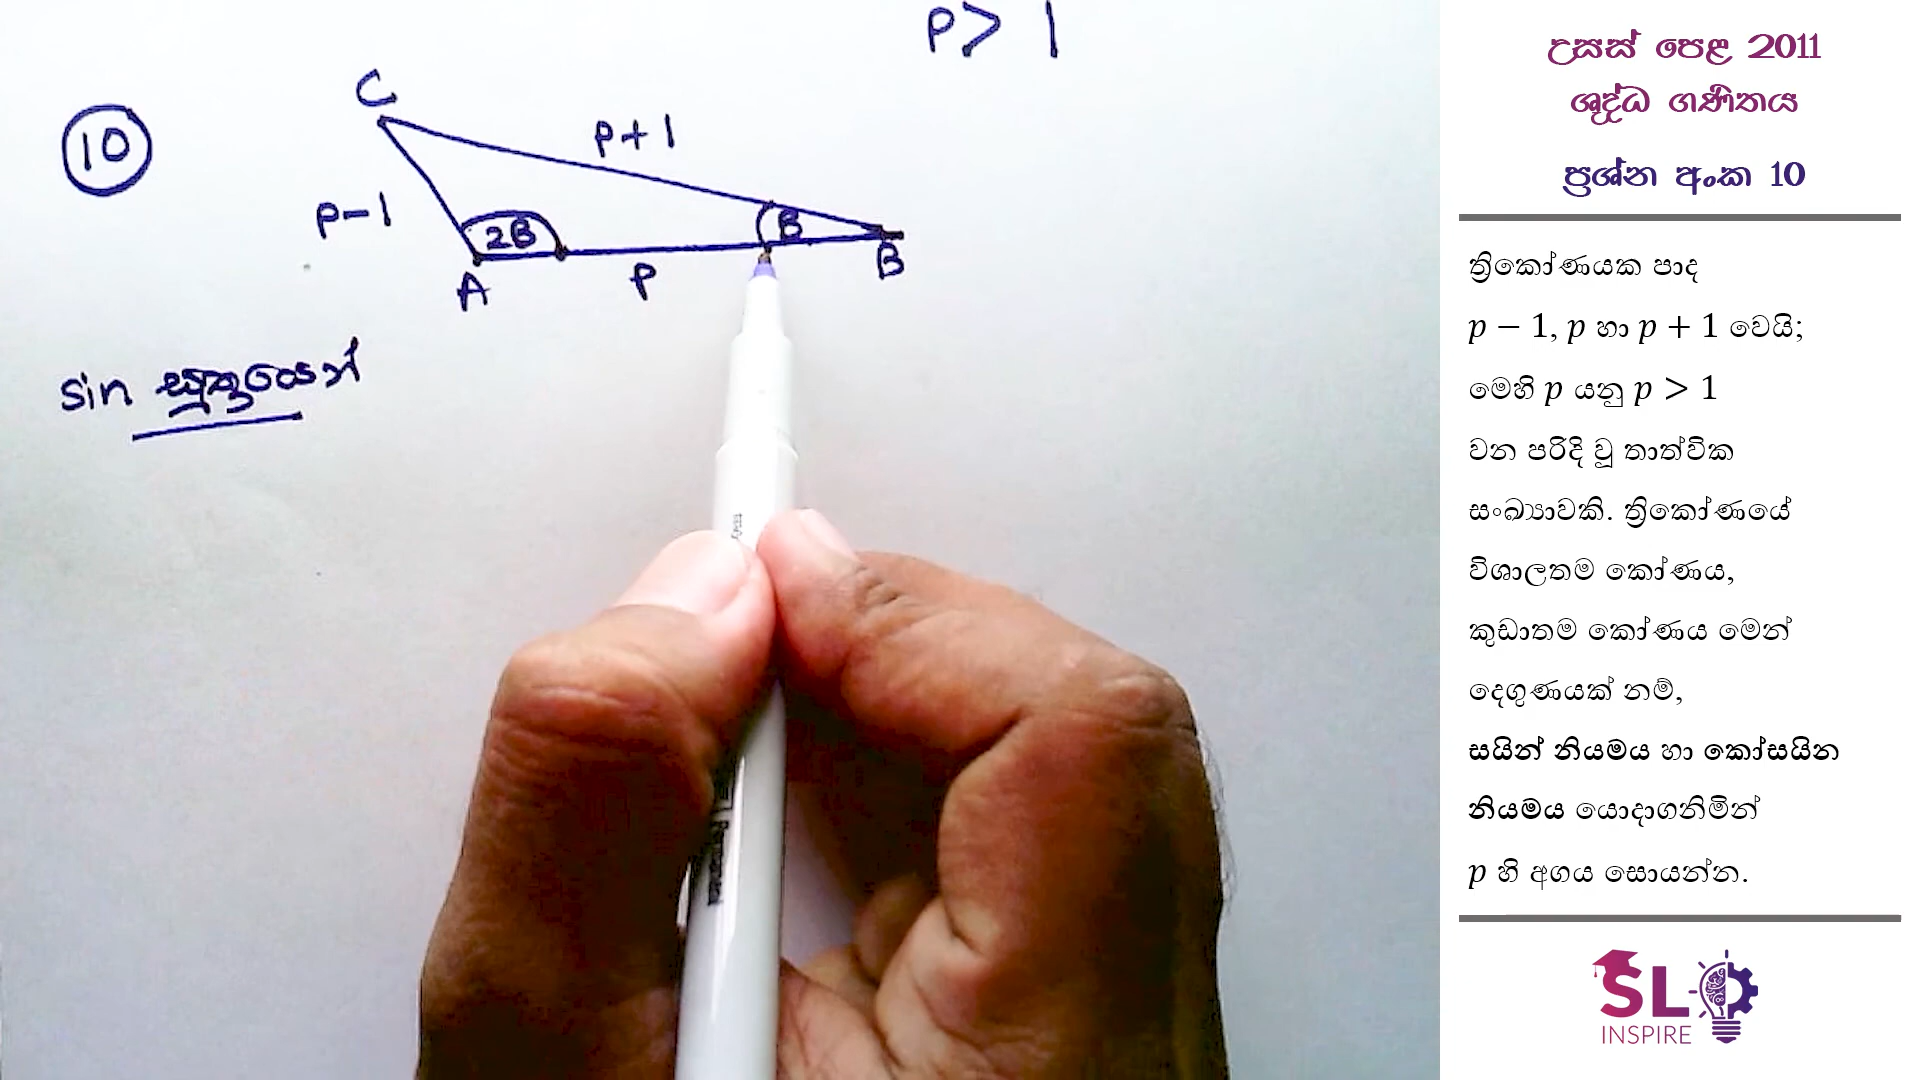 p > 1
10
C
p+1
p-1
2B
B
A
p
B
sin සූත්‍රයෙන්
උසස් පෙළ 2011
ශුද්ධ ගණිතය
ප්‍රශ්න අංක 10
ත්‍රිකෝණයක පාද
p − 1, p හා p + 1 වෙයි;
මෙහි p යනු p > 1
වන පරිදි වූ තාත්වික
සංඛ්‍යාවකි. ත්‍රිකෝණයේ
විශාලතම කෝණය,
කුඩාතම කෝණය මෙන්
දෙගුණයක් නම්,
සයින් නියමය හා කෝසයින
නියමය යොදාගනිමින්
p හි අගය සොයන්න.
SL
INSPIRE